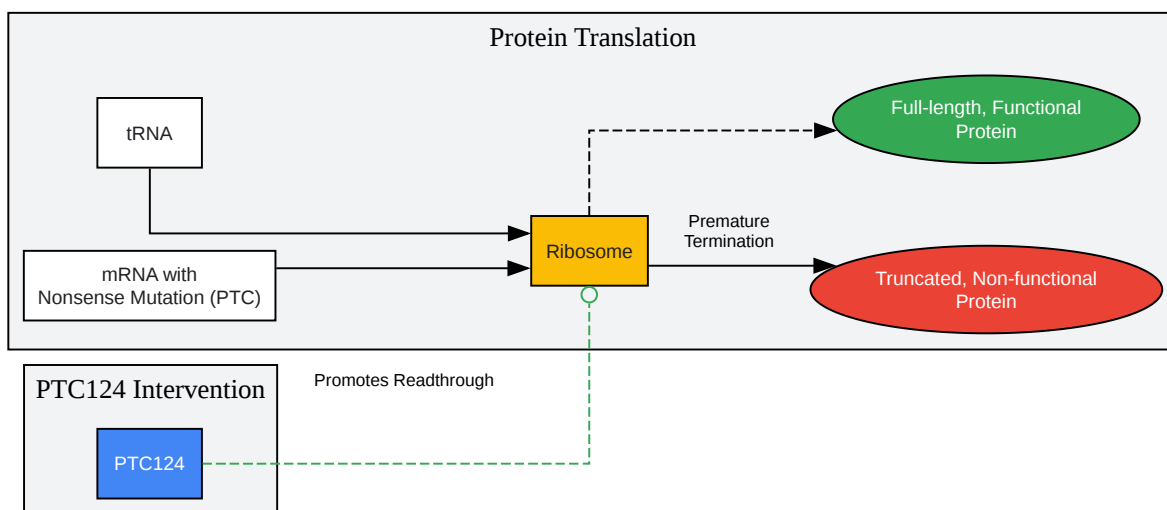 Protein Translation
Full-length, Functional
Protein
tRNA
Premature
Termination
Ribosome
mRNA with
Nonsense Mutation (PTC)
Truncated, Non-functional
Protein
PTC124 Intervention
Promotes Readthrough
PTC124